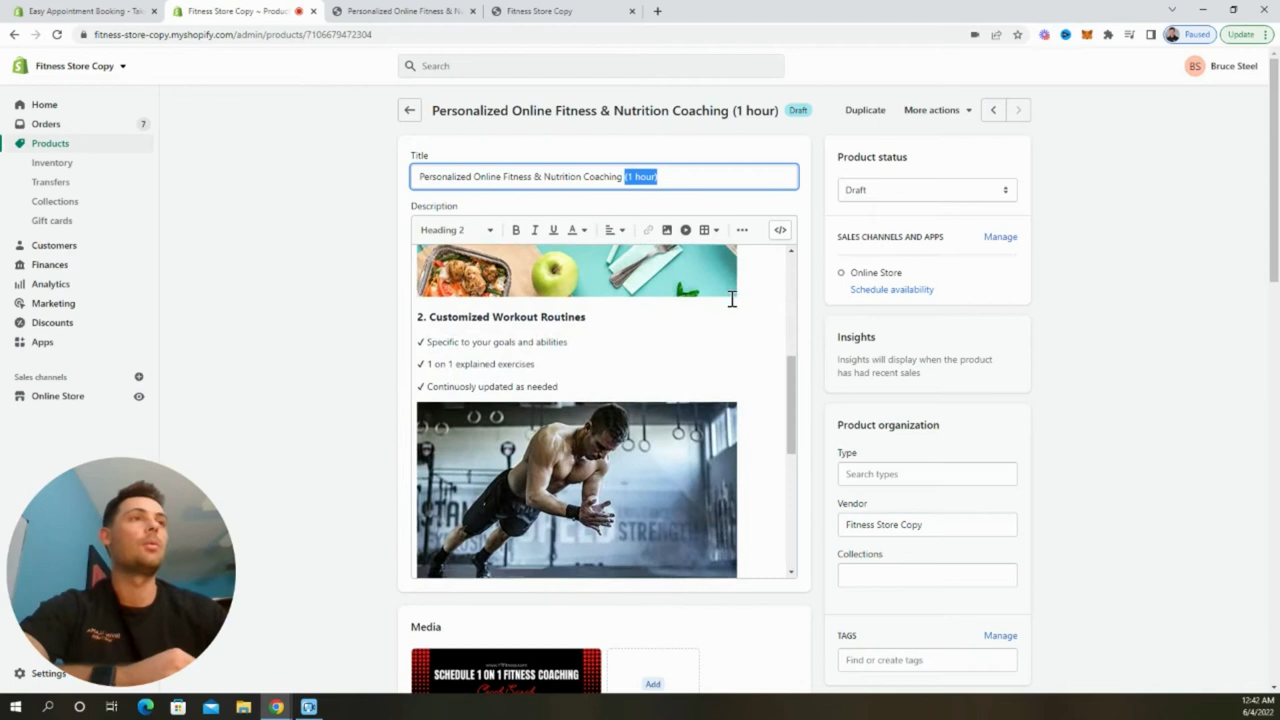 Easy Appointment Booking - Tak
Fitness Store Copy ~ Produc
Personalized Online Fitness & N
Fitness Store Copy
fitness-store-copy.myshopify.com/admin/products/7106679472304
Paused
Update
Fitness Store Copy
Search
BS
Bruce Steel
Home
Orders
7
Products
Inventory
Transfers
Collections
Gift cards
Customers
Finances
Analytics
Marketing
Discounts
Apps
Sales channels
Online Store
Settings
Personalized Online Fitness & Nutrition Coaching (1 hour)
Draft
Duplicate
More actions
Title
Personalized Online Fitness & Nutrition Coaching (1 hour)
Description
Heading 2
B
I
U
A
</>
2. Customized Workout Routines
✓ Specific to your goals and abilities
✓ 1 on 1 explained exercises
✓ Continuosly updated as needed
STRENGTH
Media
www.YTFitness.com
SCHEDULE 1 ON 1 FITNESS COACHING
Add
Product status
Draft
SALES CHANNELS AND APPS
Manage
Online Store
Schedule availability
Insights
Insights will display when the product
has had recent sales
Product organization
Type
Search types
Vendor
Fitness Store Copy
Collections
TAGS
Manage
Find or create tags
12:42 AM
6/4/2022